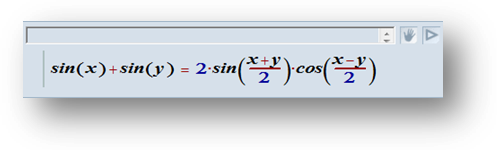 sin(x)+sin(y) = 2·sin((x+y)/2)·cos((x−y)/2)